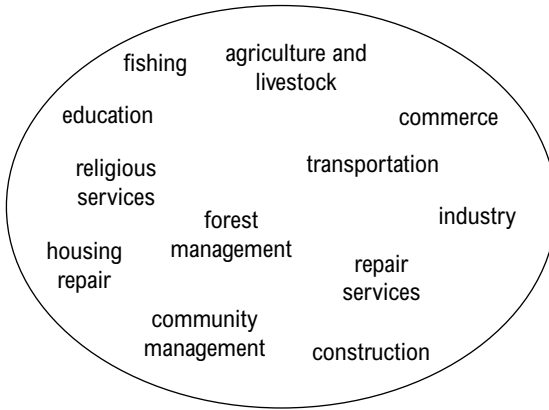 fishing
agriculture and
livestock
education
commerce
religious
services
transportation
forest
management
industry
housing
repair
repair
services
community
management
construction